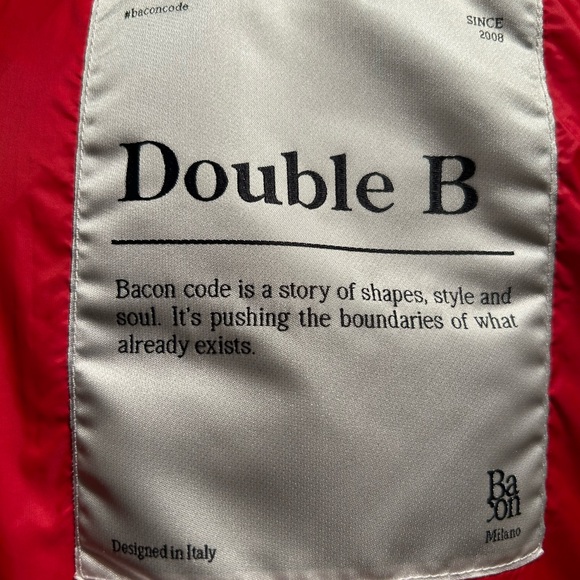 #baconcode
SINCE
2008
Double B
Bacon code is a story of shapes, style and
soul. It's pushing the boundaries of what
already exists.
Designed in Italy
Ba
con
Milano